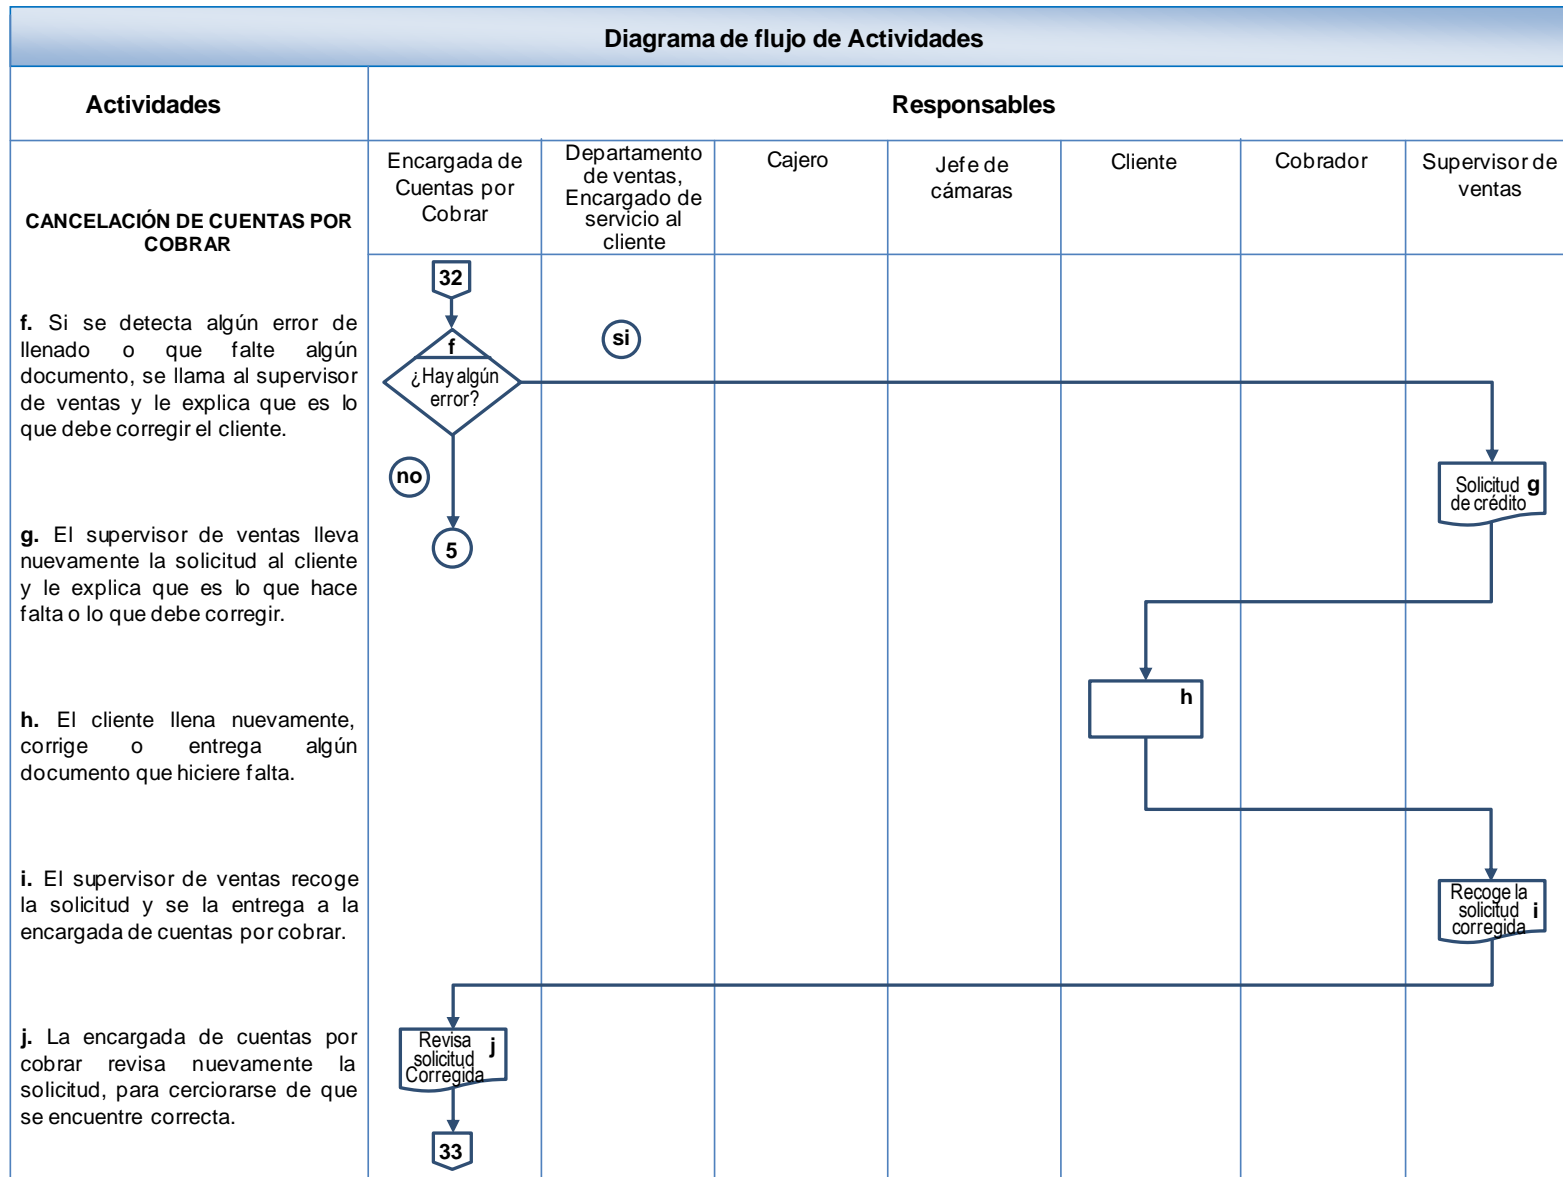 Diagrama de flujo de Actividades
Actividades
Responsables
CANCELACIÓN DE CUENTAS POR
COBRAR
Encargada de
Cuentas por
Cobrar
Departamento
de ventas,
Encargado de
servicio al
cliente
Cajero
Jefe de
cámaras
Cliente
Cobrador
Supervisor de
ventas
f. Si se detecta algún error de
llenado o que falte algún
documento, se llama al supervisor
de ventas y le explica que es lo
que debe corregir el cliente.
g. El supervisor de ventas lleva
nuevamente la solicitud al cliente
y le explica que es lo que hace
falta o lo que debe corregir.
h. El cliente llena nuevamente,
corrige o entrega algún
documento que hiciere falta.
i. El supervisor de ventas recoge
la solicitud y se la entrega a la
encargada de cuentas por cobrar.
j. La encargada de cuentas por
cobrar revisa nuevamente la
solicitud, para cerciorarse de que
se encuentre correcta.
32
f
¿Hay algún
error?
si
no
5
Solicitud g
de crédito
h
Recoge la
solicitud i
corregida
Revisa j
solicitud
Corregida
33